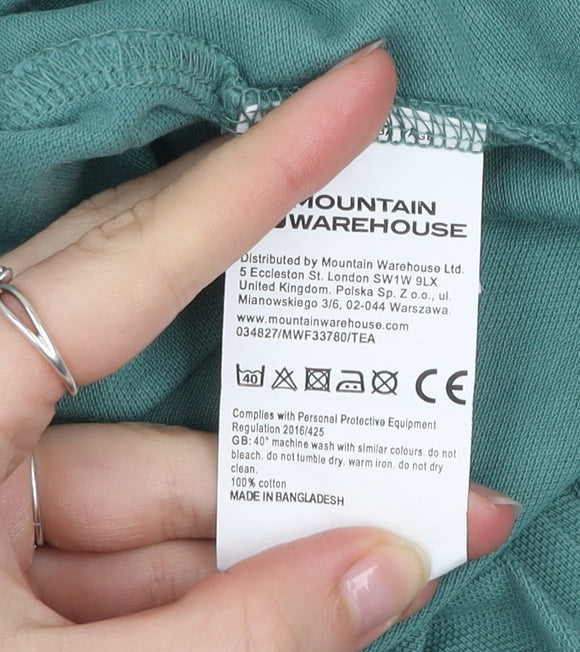 MOUNTAIN
WAREHOUSE
Distributed by Mountain Warehouse Ltd.
5 Eccleston St. London SW1W 9LX
United Kingdom. Polska Sp. Z o.o., ul.
Mianowskiego 3/6, 02-044 Warszawa.
www.mountainwarehouse.com
034827/MWF33780/TEA
40 CE
Complies with Personal Protective Equipment
Regulation 2016/425
GB: 40° machine wash with similar colours. do not
bleach. do not tumble dry. warm iron. do not dry
clean.
100% cotton
MADE IN BANGLADESH